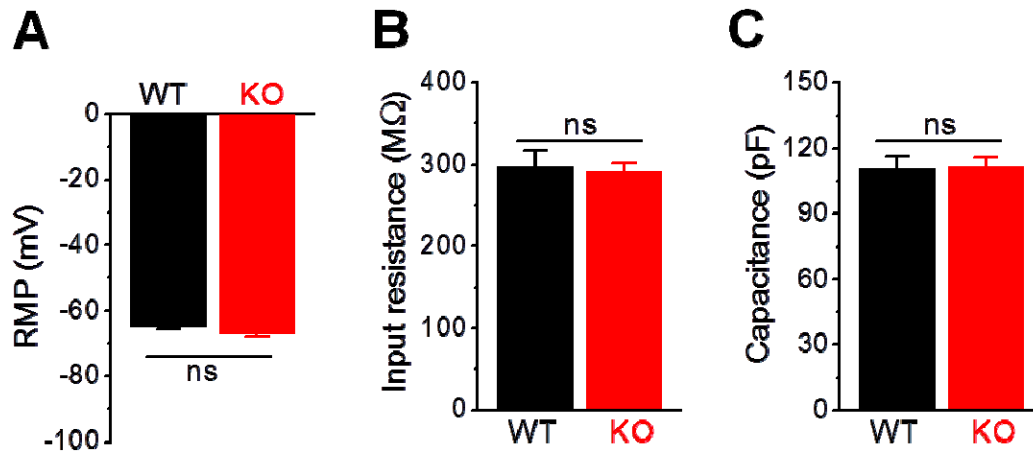 A
WT KO
0
-20
-40
-60
-80
-100
RMP (mV)
ns
B
400
300
200
100
0
Input resistance (MΩ)
ns
WT KO
C
150
120
90
60
30
0
Capacitance (pF)
ns
WT KO